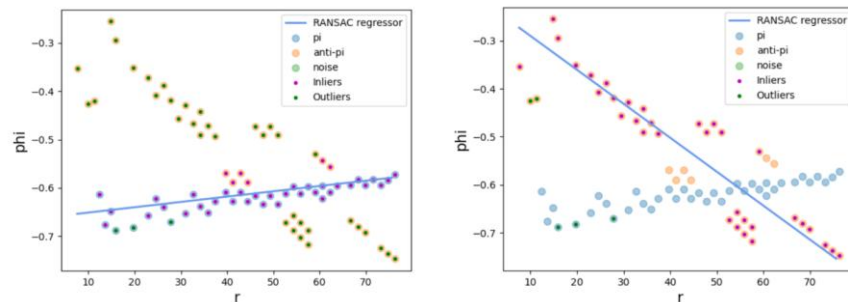 RANSAC regressor
pi
anti-pi
noise
Inliers
Outliers
−0.3
−0.4
−0.5
−0.6
−0.7
phi
10 20 30 40 50 60 70
r
RANSAC regressor
pi
anti-pi
noise
Inliers
Outliers
−0.3
−0.4
−0.5
−0.6
−0.7
phi
10 20 30 40 50 60 70
r